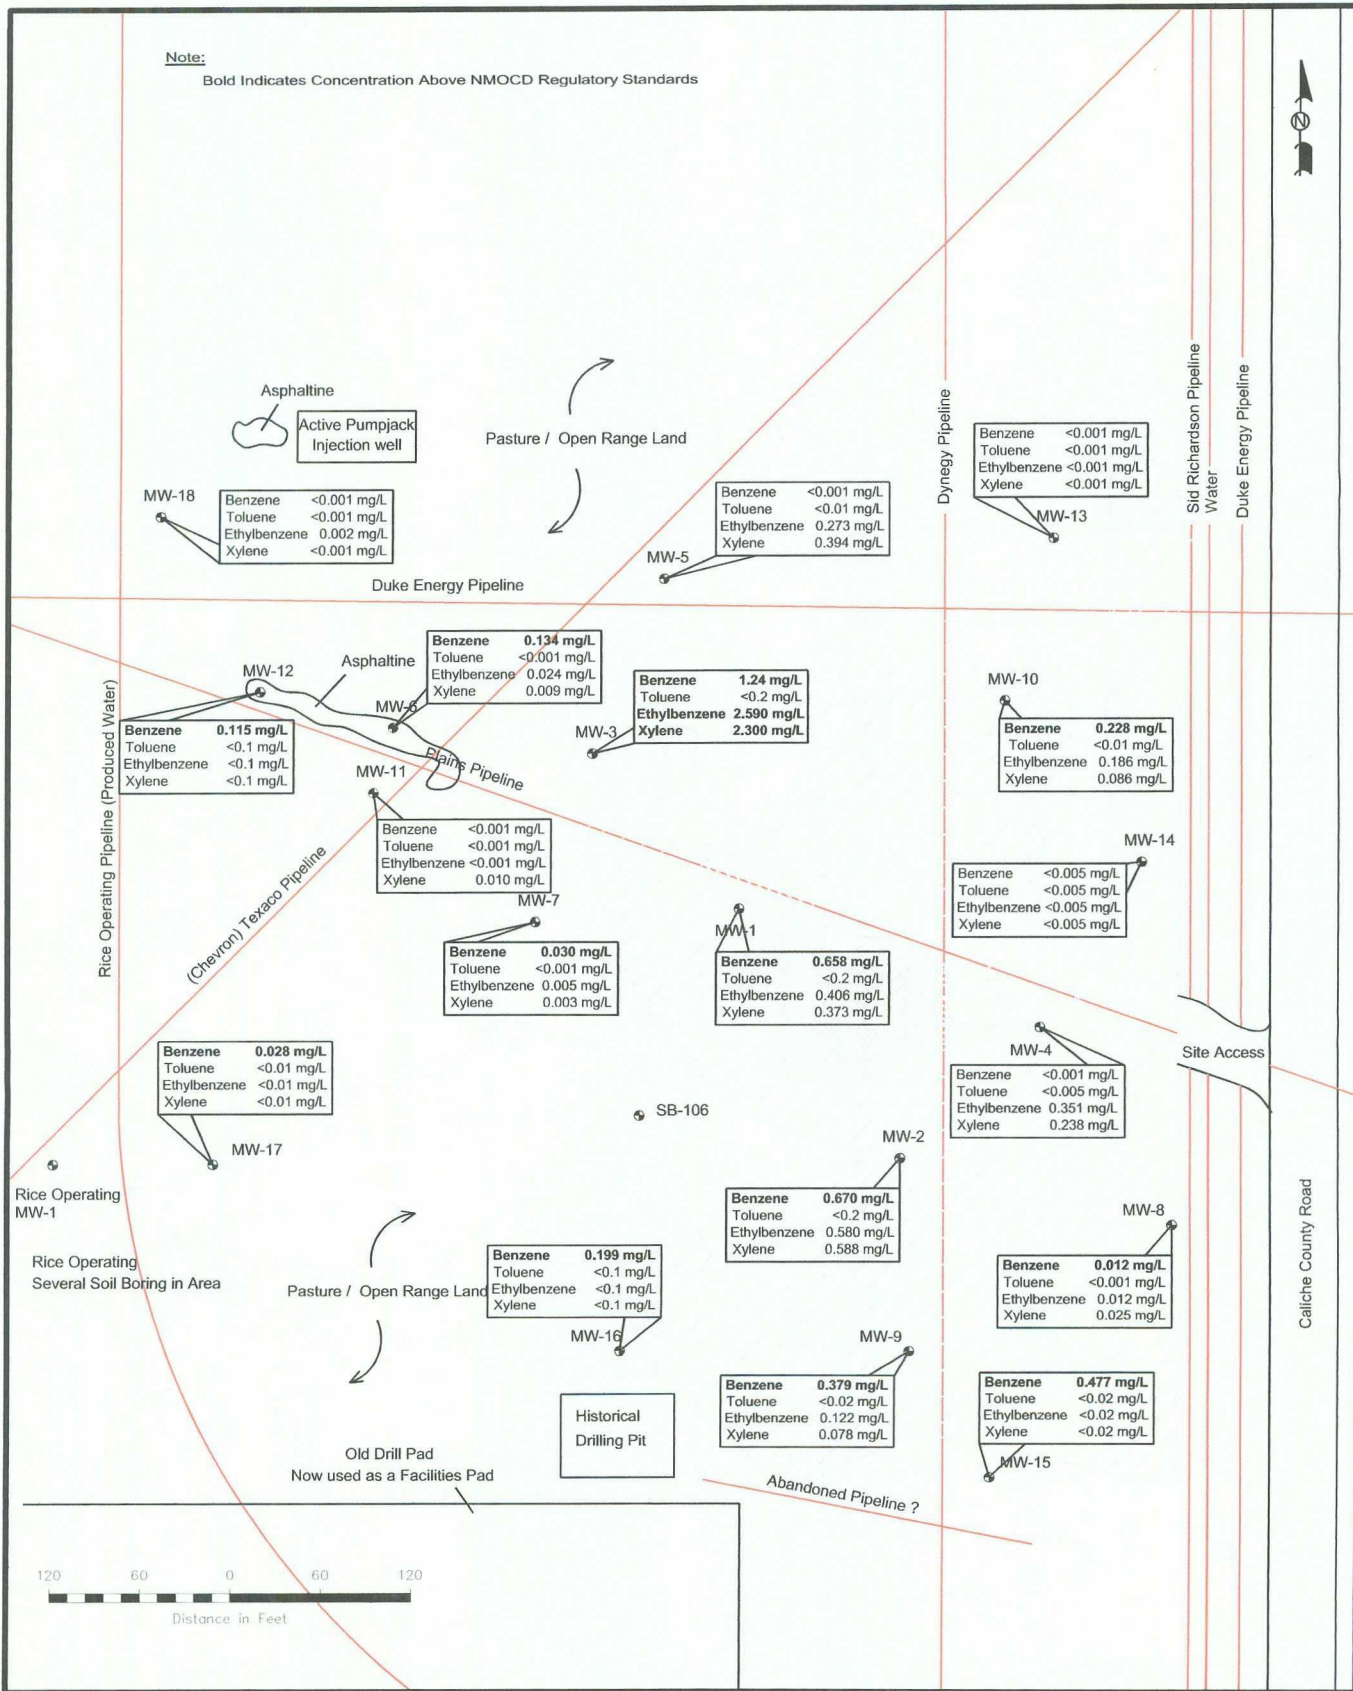 Note:
Bold Indicates Concentration Above NMOCD Regulatory Standards
N
Asphaltine
Active Pumpjack
Injection well
Pasture / Open Range Land
Dynegy Pipeline
Sid Richardson Pipeline
Water
Duke Energy Pipeline
Benzene <0.001 mg/L
Toluene <0.001 mg/L
Ethylbenzene <0.001 mg/L
Xylene <0.001 mg/L
MW-13
MW-18
Benzene <0.001 mg/L
Toluene <0.001 mg/L
Ethylbenzene 0.002 mg/L
Xylene <0.001 mg/L
Benzene <0.001 mg/L
Toluene <0.01 mg/L
Ethylbenzene 0.273 mg/L
Xylene 0.394 mg/L
MW-5
Duke Energy Pipeline
MW-12
Asphaltine
Benzene 0.134 mg/L
Toluene <0.001 mg/L
Ethylbenzene 0.024 mg/L
Xylene 0.009 mg/L
MW-6
Benzene 1.24 mg/L
Toluene <0.2 mg/L
Ethylbenzene 2.590 mg/L
Xylene 2.300 mg/L
MW-3
MW-10
Benzene 0.228 mg/L
Toluene <0.01 mg/L
Ethylbenzene 0.186 mg/L
Xylene 0.086 mg/L
Benzene 0.115 mg/L
Toluene <0.1 mg/L
Ethylbenzene <0.1 mg/L
Xylene <0.1 mg/L
Rice Operating Pipeline (Produced Water)
Plains Pipeline
MW-11
Benzene <0.001 mg/L
Toluene <0.001 mg/L
Ethylbenzene <0.001 mg/L
Xylene 0.010 mg/L
(Chevron) Texaco Pipeline
MW-14
Benzene <0.005 mg/L
Toluene <0.005 mg/L
Ethylbenzene <0.005 mg/L
Xylene <0.005 mg/L
MW-7
Benzene 0.030 mg/L
Toluene <0.001 mg/L
Ethylbenzene 0.005 mg/L
Xylene 0.003 mg/L
MW-1
Benzene 0.658 mg/L
Toluene <0.2 mg/L
Ethylbenzene 0.406 mg/L
Xylene 0.373 mg/L
Site Access
MW-4
Benzene <0.001 mg/L
Toluene <0.005 mg/L
Ethylbenzene 0.351 mg/L
Xylene 0.238 mg/L
Benzene 0.028 mg/L
Toluene <0.01 mg/L
Ethylbenzene <0.01 mg/L
Xylene <0.01 mg/L
MW-17
SB-106
MW-2
Benzene 0.670 mg/L
Toluene <0.2 mg/L
Ethylbenzene 0.580 mg/L
Xylene 0.588 mg/L
Rice Operating
MW-1
Rice Operating
Several Soil Boring in Area
Pasture / Open Range Land
MW-8
Benzene 0.012 mg/L
Toluene <0.001 mg/L
Ethylbenzene 0.012 mg/L
Xylene 0.025 mg/L
Caliche County Road
Benzene 0.199 mg/L
Toluene <0.1 mg/L
Ethylbenzene <0.1 mg/L
Xylene <0.1 mg/L
MW-16
MW-9
Benzene 0.379 mg/L
Toluene <0.02 mg/L
Ethylbenzene 0.122 mg/L
Xylene 0.078 mg/L
Benzene 0.477 mg/L
Toluene <0.02 mg/L
Ethylbenzene <0.02 mg/L
Xylene <0.02 mg/L
MW-15
Historical
Drilling Pit
Old Drill Pad
Now used as a Facilities Pad
Abandoned Pipeline ?
120 60 0 60 120
Distance in Feet